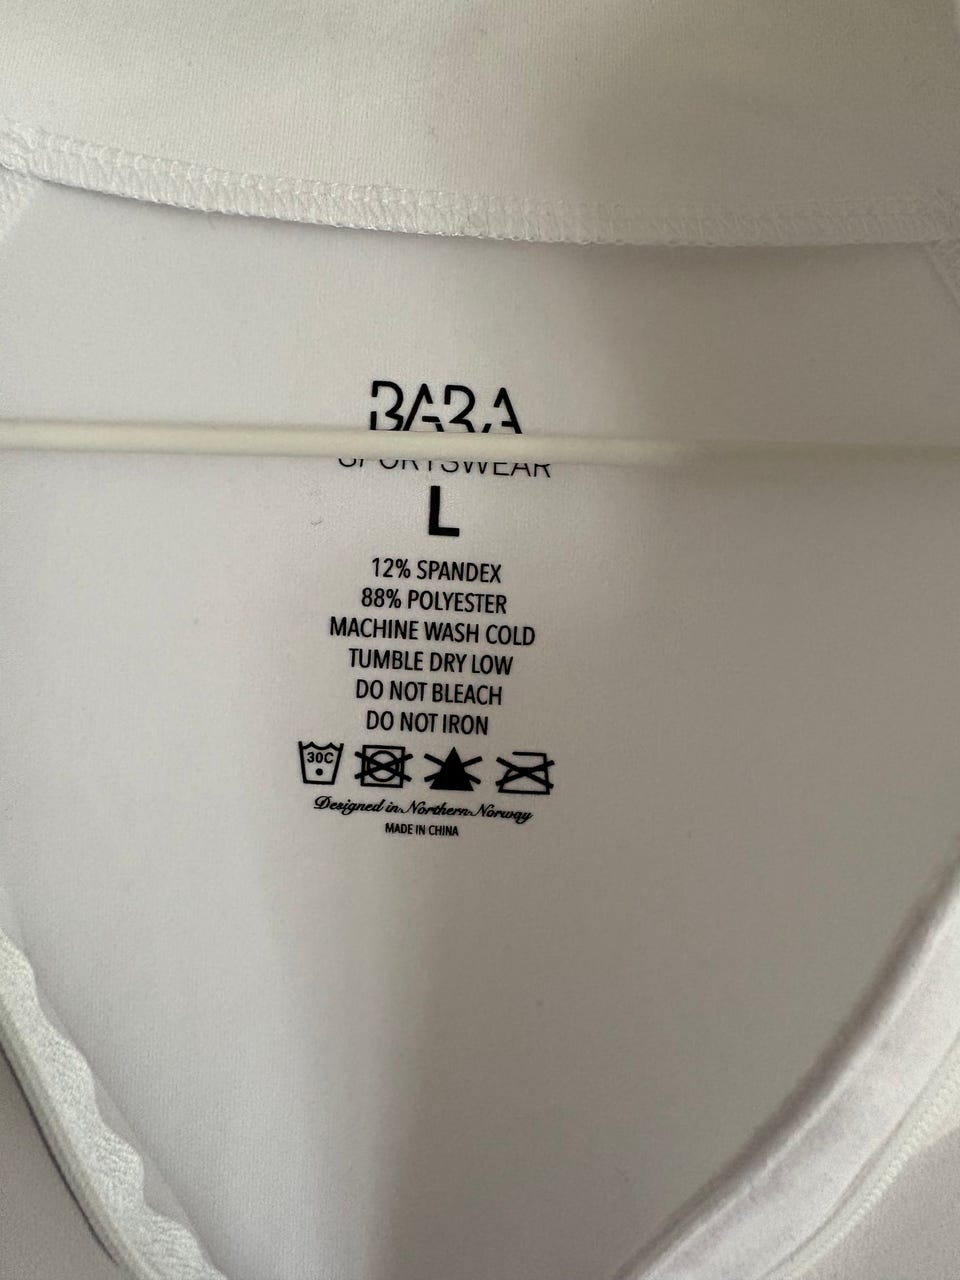 BABA
SPORTSWEAR
L
12% SPANDEX
88% POLYESTER
MACHINE WASH COLD
TUMBLE DRY LOW
DO NOT BLEACH
DO NOT IRON
30C
Designed in Northern Norway
MADE IN CHINA